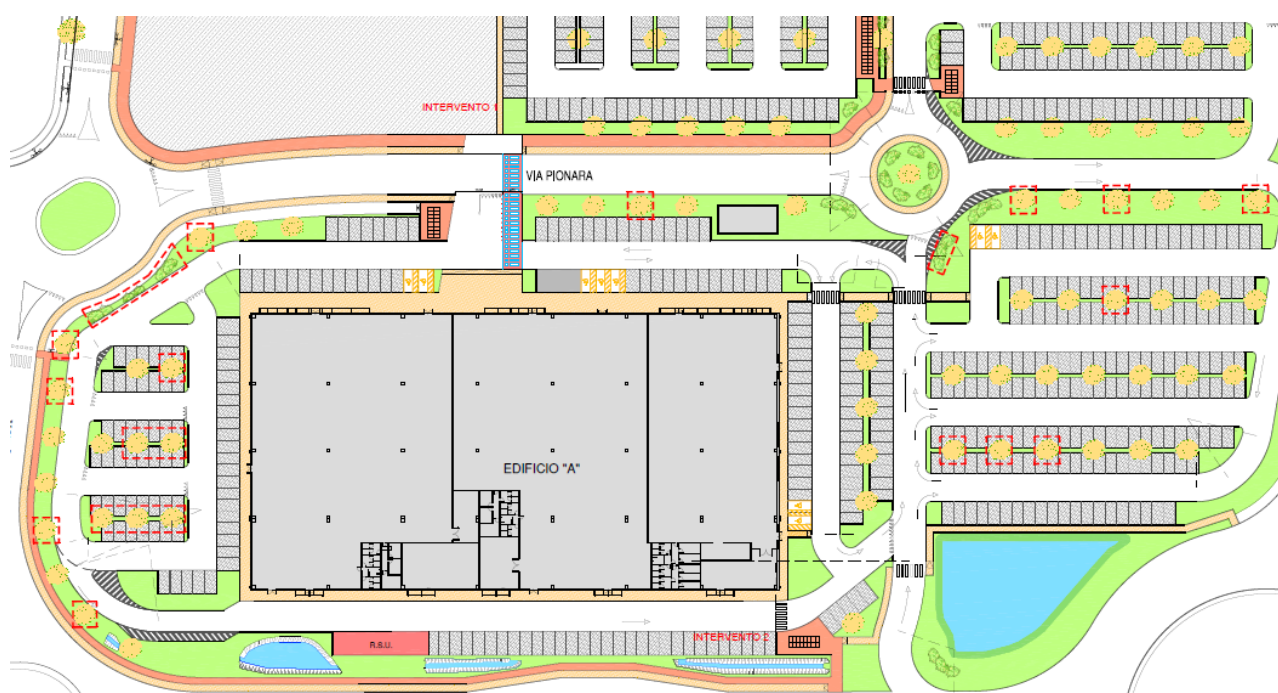 INTERVENTO 1
VIA PIONARA
EDIFICIO "A"
INTERVENTO 2
R.S.U.